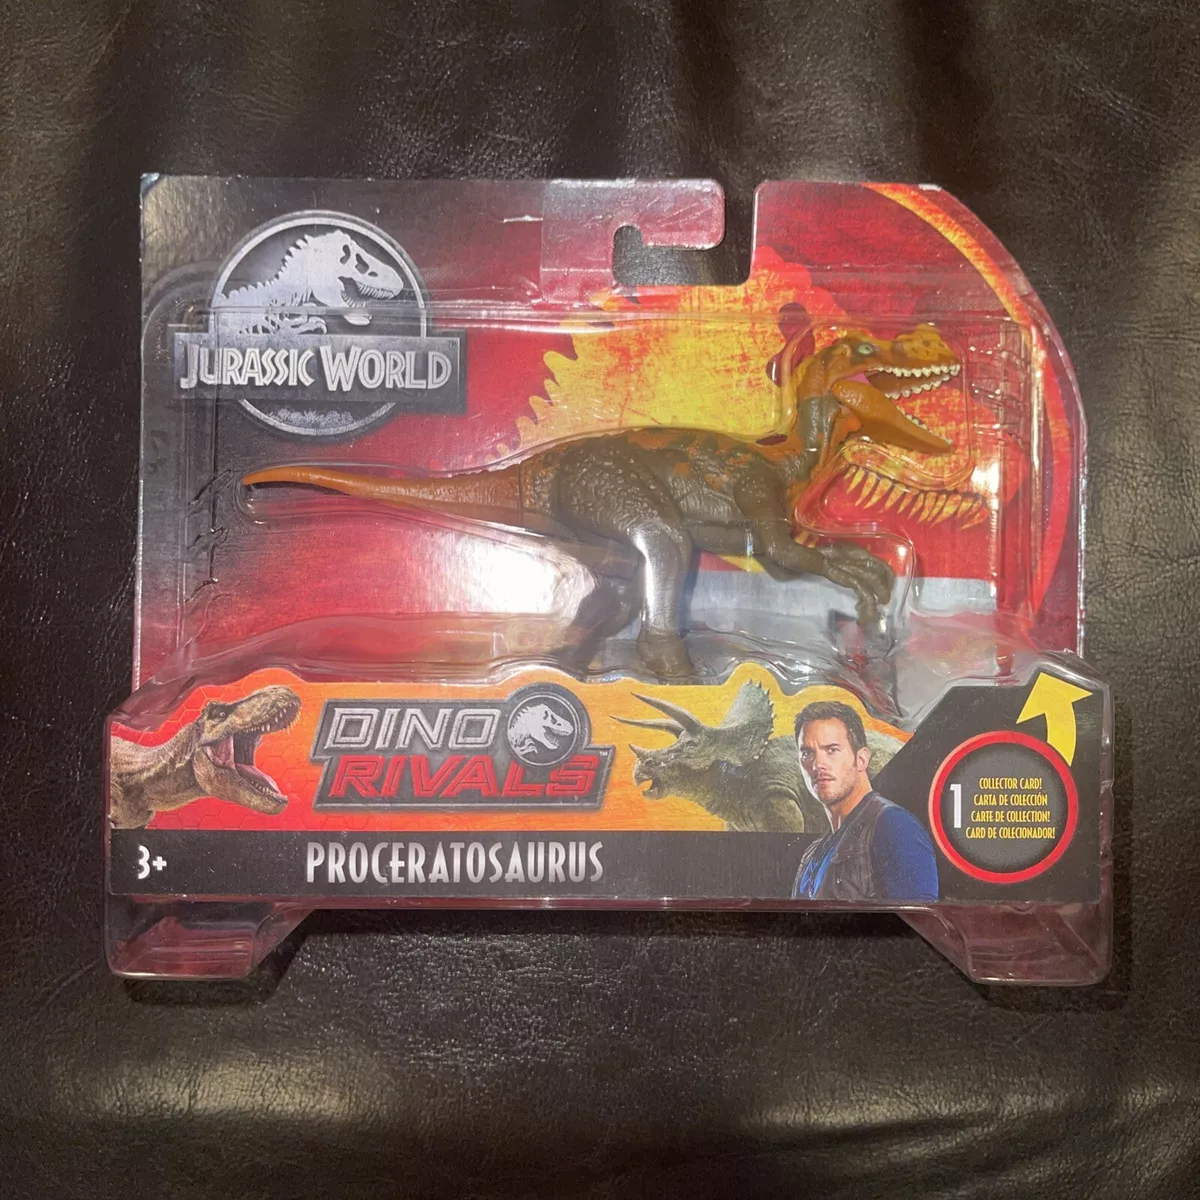 JURASSIC WORLD
DINO
RIVALS
3+
PROCERATOSAURUS
1
COLLECTOR CARD!
CARTA DE COLECCIÓN
CARTE DE COLLECTION!
CARD DE COLECIONADOR!